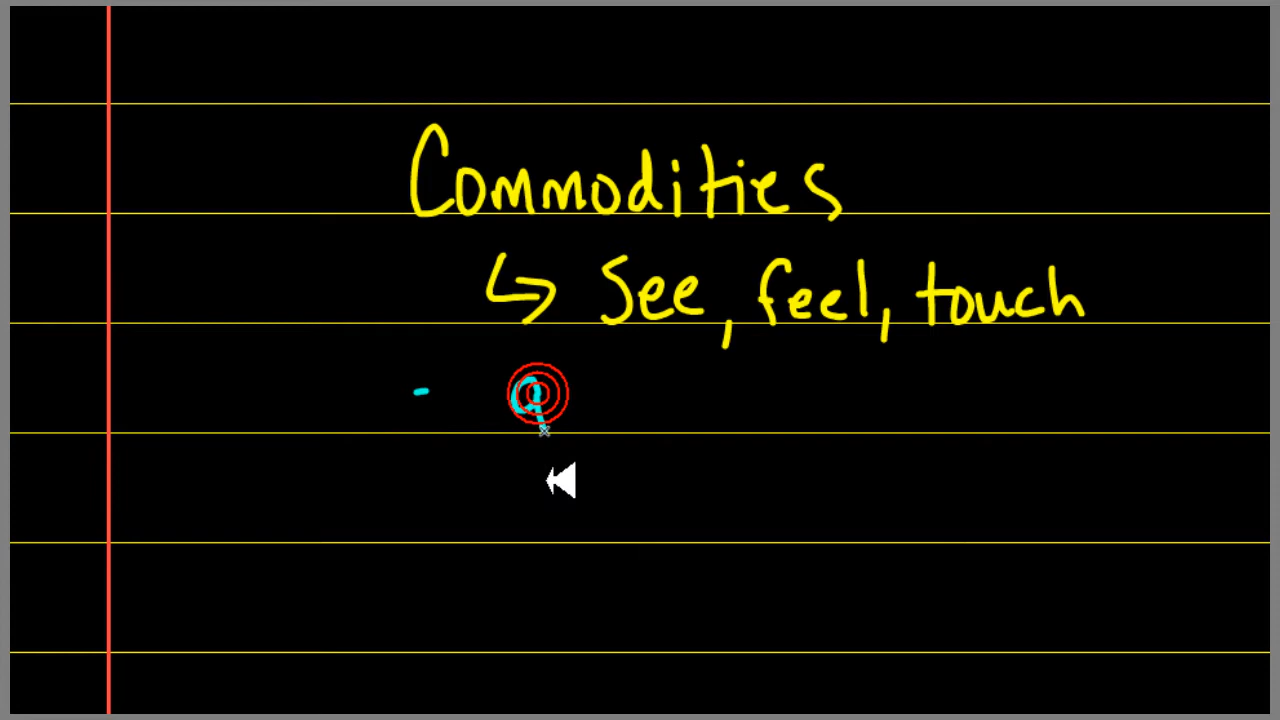 Commodities
↳ See, feel, touch
-